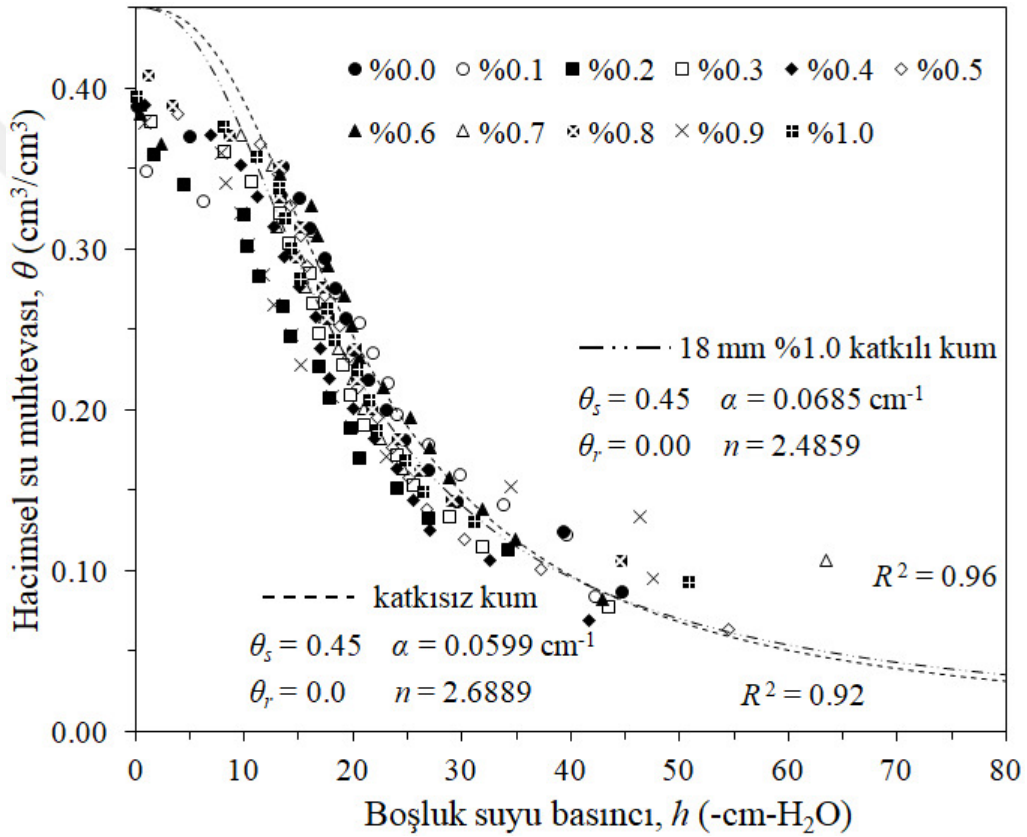 %0.0 %0.1 %0.2 %0.3 %0.4 %0.5
%0.6 %0.7 %0.8 %0.9 %1.0
Hacimsel su muhtevası, θ (cm³/cm³)
0.40
0.30
0.20
0.10
0.00
18 mm %1.0 katkılı kum
θs = 0.45 α = 0.0685 cm⁻¹
θr = 0.00 n = 2.4859
R² = 0.96
katkısız kum
θs = 0.45 α = 0.0599 cm⁻¹
θr = 0.0 n = 2.6889
R² = 0.92
0 10 20 30 40 50 60 70 80
Boşluk suyu basıncı, h (-cm-H₂O)